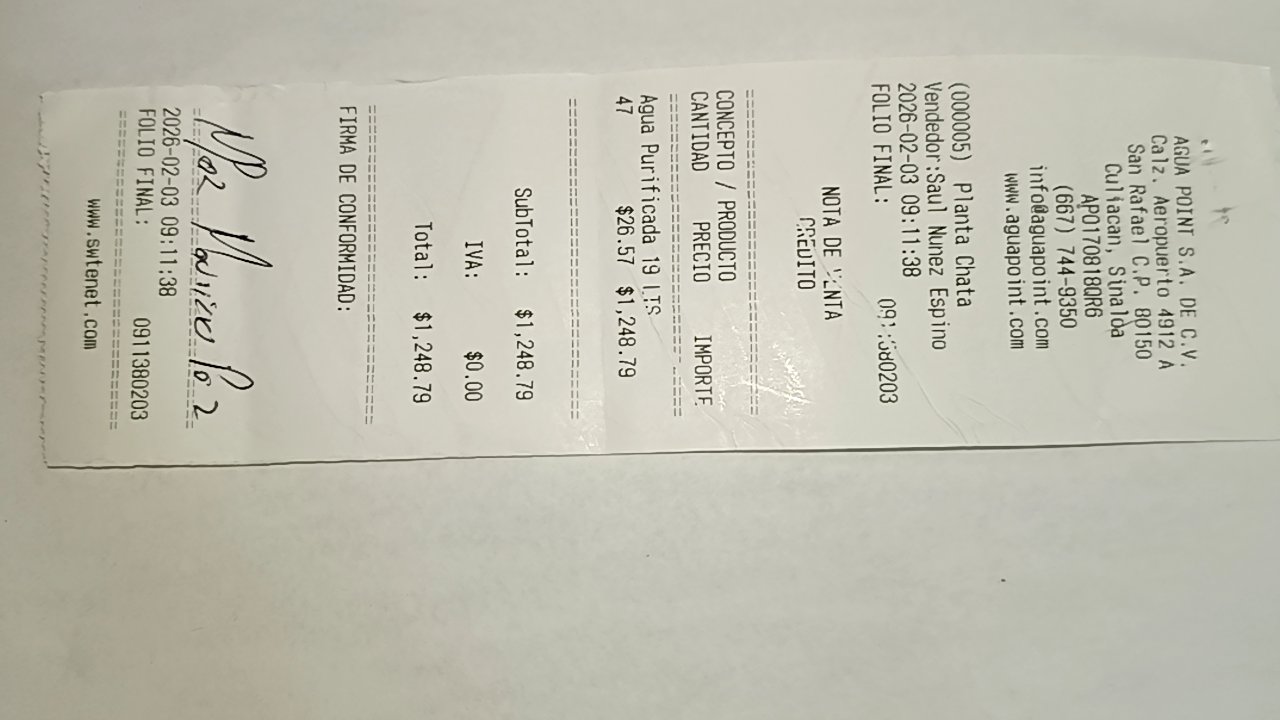 AGUA POINT S.A. DE C.V.
Calz. Aeropuerto 4912 A
San Rafael C.P. 80150
Culiaan, Sinaloa
APO170818QR6
(667) 744-9350
info@aguapoint.com
www.aguapoint.com
(000005) Planta Chata
Vendedor:Saul Nunez Espino
2026-02-03 09:11:38
FOLIO FINAL: 0911380203
NOTA DE VENTA
CREDITO
CONCEPTO / PRODUCTO
CANTIDAD PRECIO IMPORTE
Agua Purificada 19 LTS
47 $26.57 $1,248.79
SubTotal: $1,248.79
IVA: $0.00
Total: $1,248.79
FIRMA DE CONFORMIDAD:
2026-02-03 09:11:38
FOLIO FINAL: 0911380203
www.swtenet.com